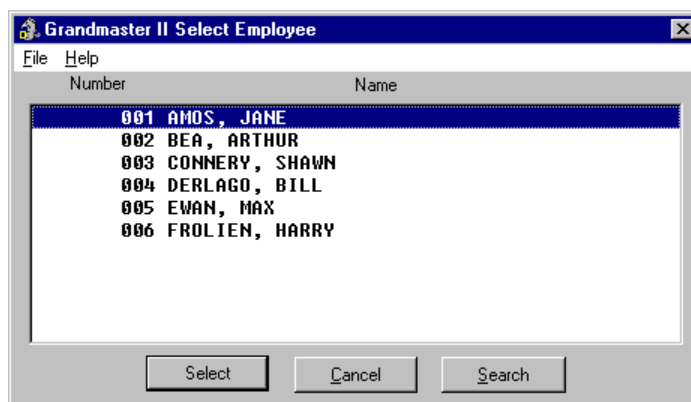 Grandmaster II Select Employee
File Help
Number Name
001 AMOS, JANE
002 BEA, ARTHUR
003 CONNERY, SHAWN
004 DERLAGO, BILL
005 EWAN, MAX
006 FROLIEN, HARRY
Select Cancel Search